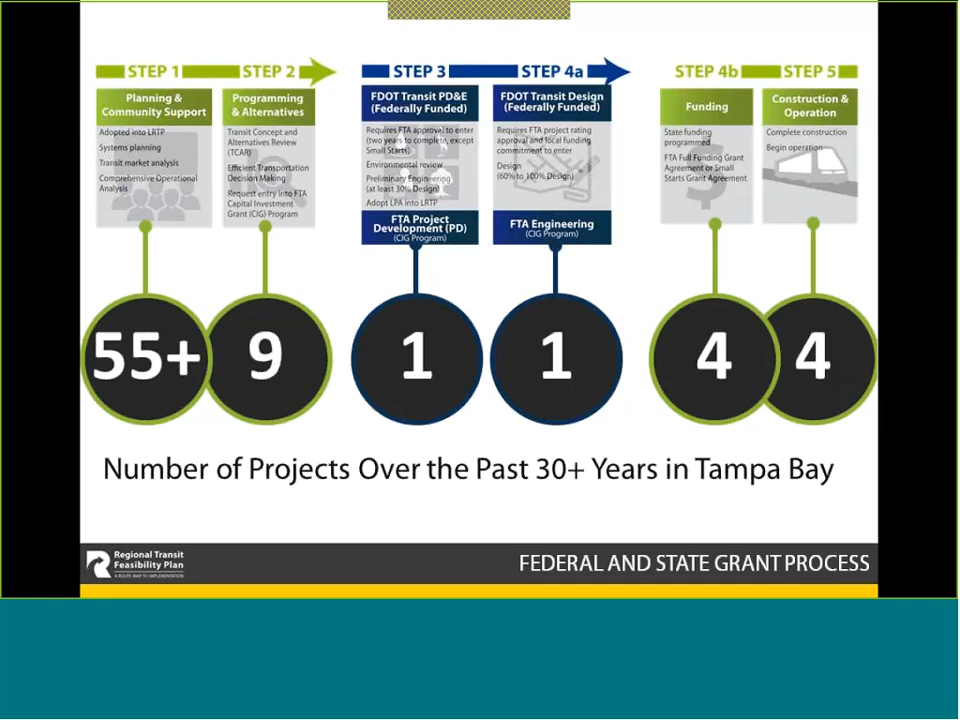 STEP 1
STEP 2
STEP 3
STEP 4a
STEP 4b
STEP 5
Planning &
Community Support
Adopted into LRTP
Systems planning
Transit market analysis
Comprehensive Operational
Analysis
Programming
& Alternatives
Transit Concept and
Alternatives Review
(TCAR)
Efficient Transportation
Decision Making
Request entry into FTA
Capital Investment
Grant (CIG) Program
FDOT Transit PD&E
(Federally Funded)
Requires FTA approval to enter
(two years to complete, except
Small Starts)
Environmental review
Preliminary Engineering
(at least 30% Design)
Adopt LPA into LRTP
FTA Project
Development (PD)
(CIG Program)
FDOT Transit Design
(Federally Funded)
Requires FTA project rating
approval and local funding
commitment to enter
Design
(60% to 100% Design)
FTA Engineering
(CIG Program)
Funding
State funding
programmed
FTA Full Funding Grant
Agreement or Small
Starts Grant Agreement
Construction &
Operation
Complete construction
Begin operation
55+
9
1
1
4
4
Number of Projects Over the Past 30+ Years in Tampa Bay
Regional Transit
Feasibility Plan
A ROUTE MAP TO IMPLEMENTATION
FEDERAL AND STATE GRANT PROCESS